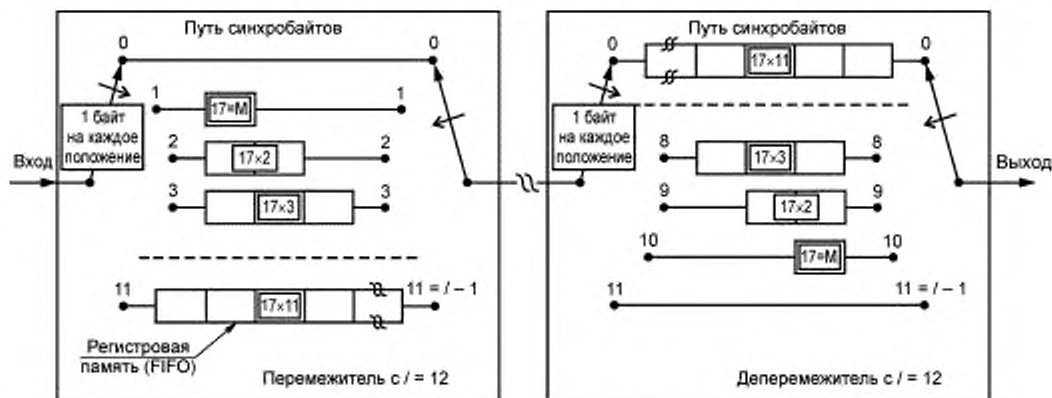 Путь синхробайтов
0
0
1 байт
на каждое
положение
Вход
1
17=M
1
2
17×2
2
3
17×3
3
11
17×11
11 = / – 1
Регистровая
память (FIFO)
Перемежитель с / = 12
Путь синхробайтов
0
17×11
0
1 байт
на каждое
положение
8
17×3
8
Выход
9
17×2
9
10
17=M
10
11
11 = / – 1
Деперемежитель с / = 12